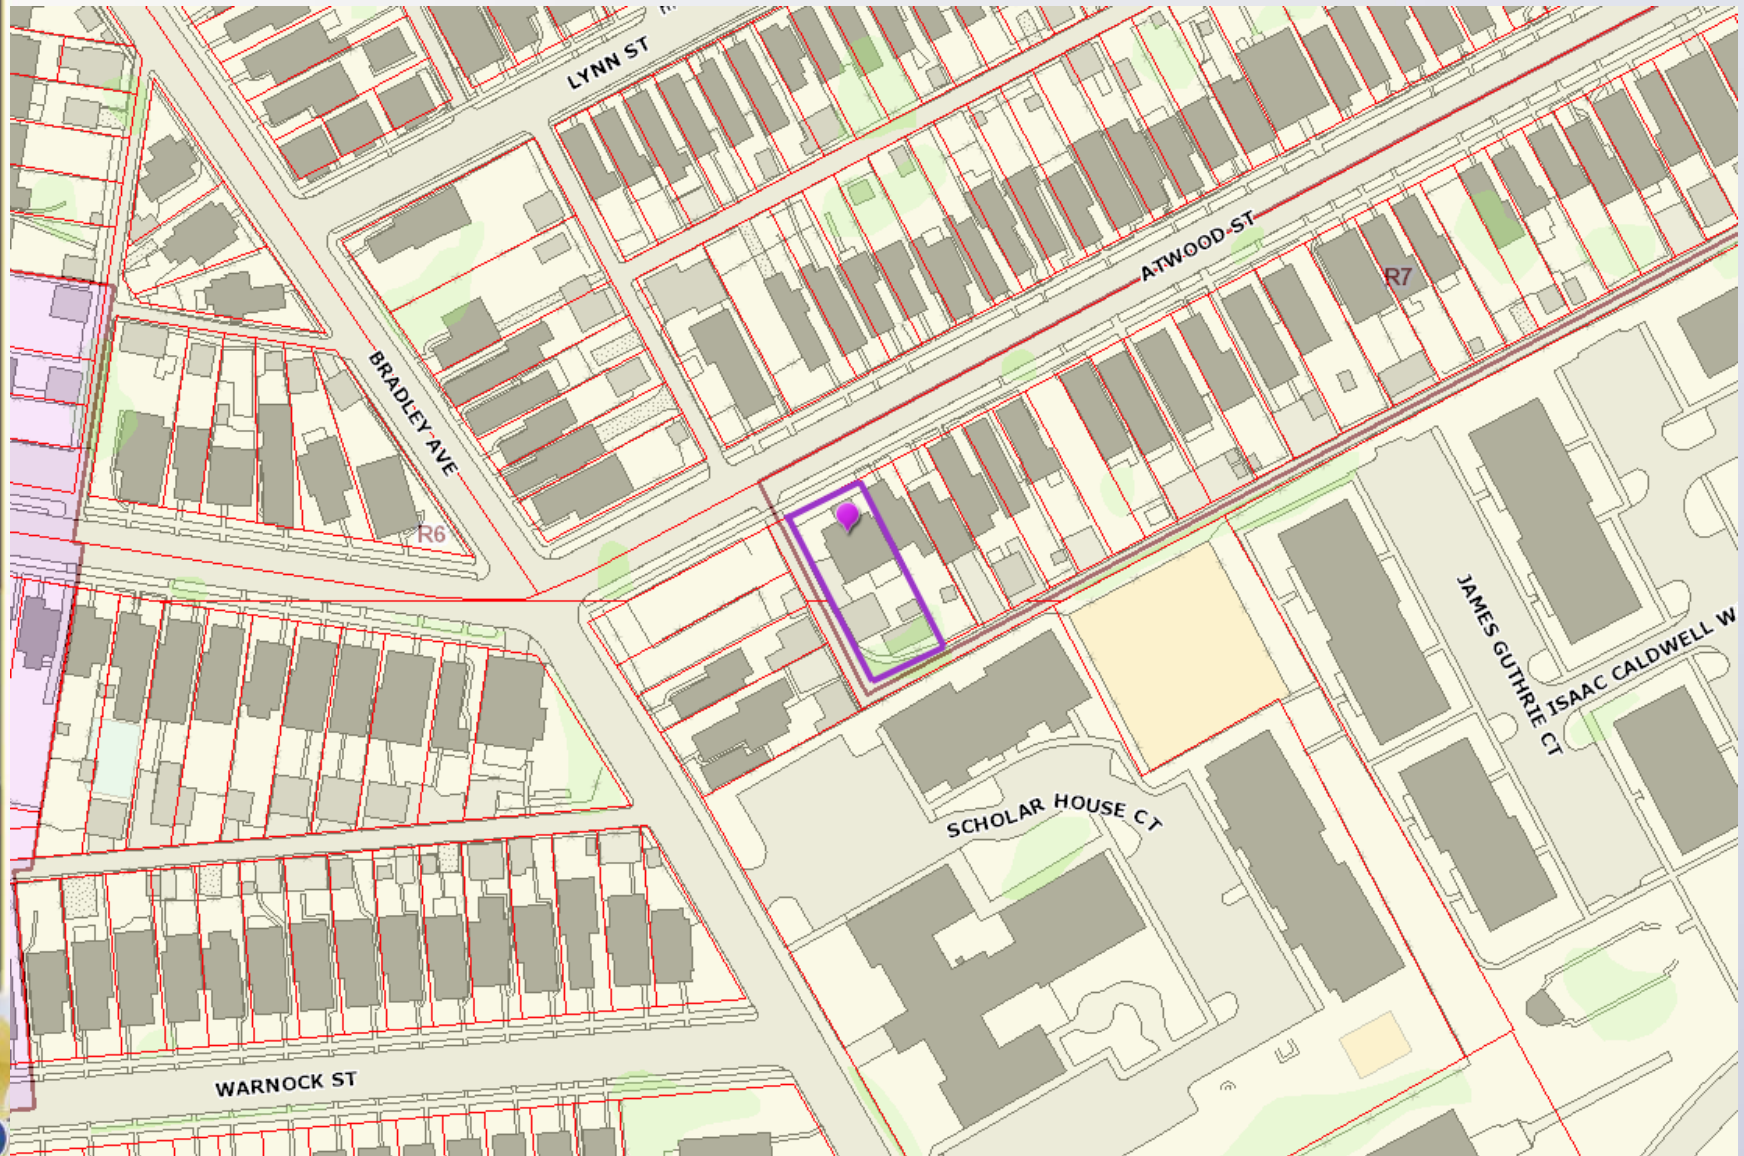 LYNN ST
ATWOOD ST
R7
BRADLEY AVE
R6
JAMES GUTHRIE CT
ISAAC CALDWELL W
SCHOLAR HOUSE CT
WARNOCK ST